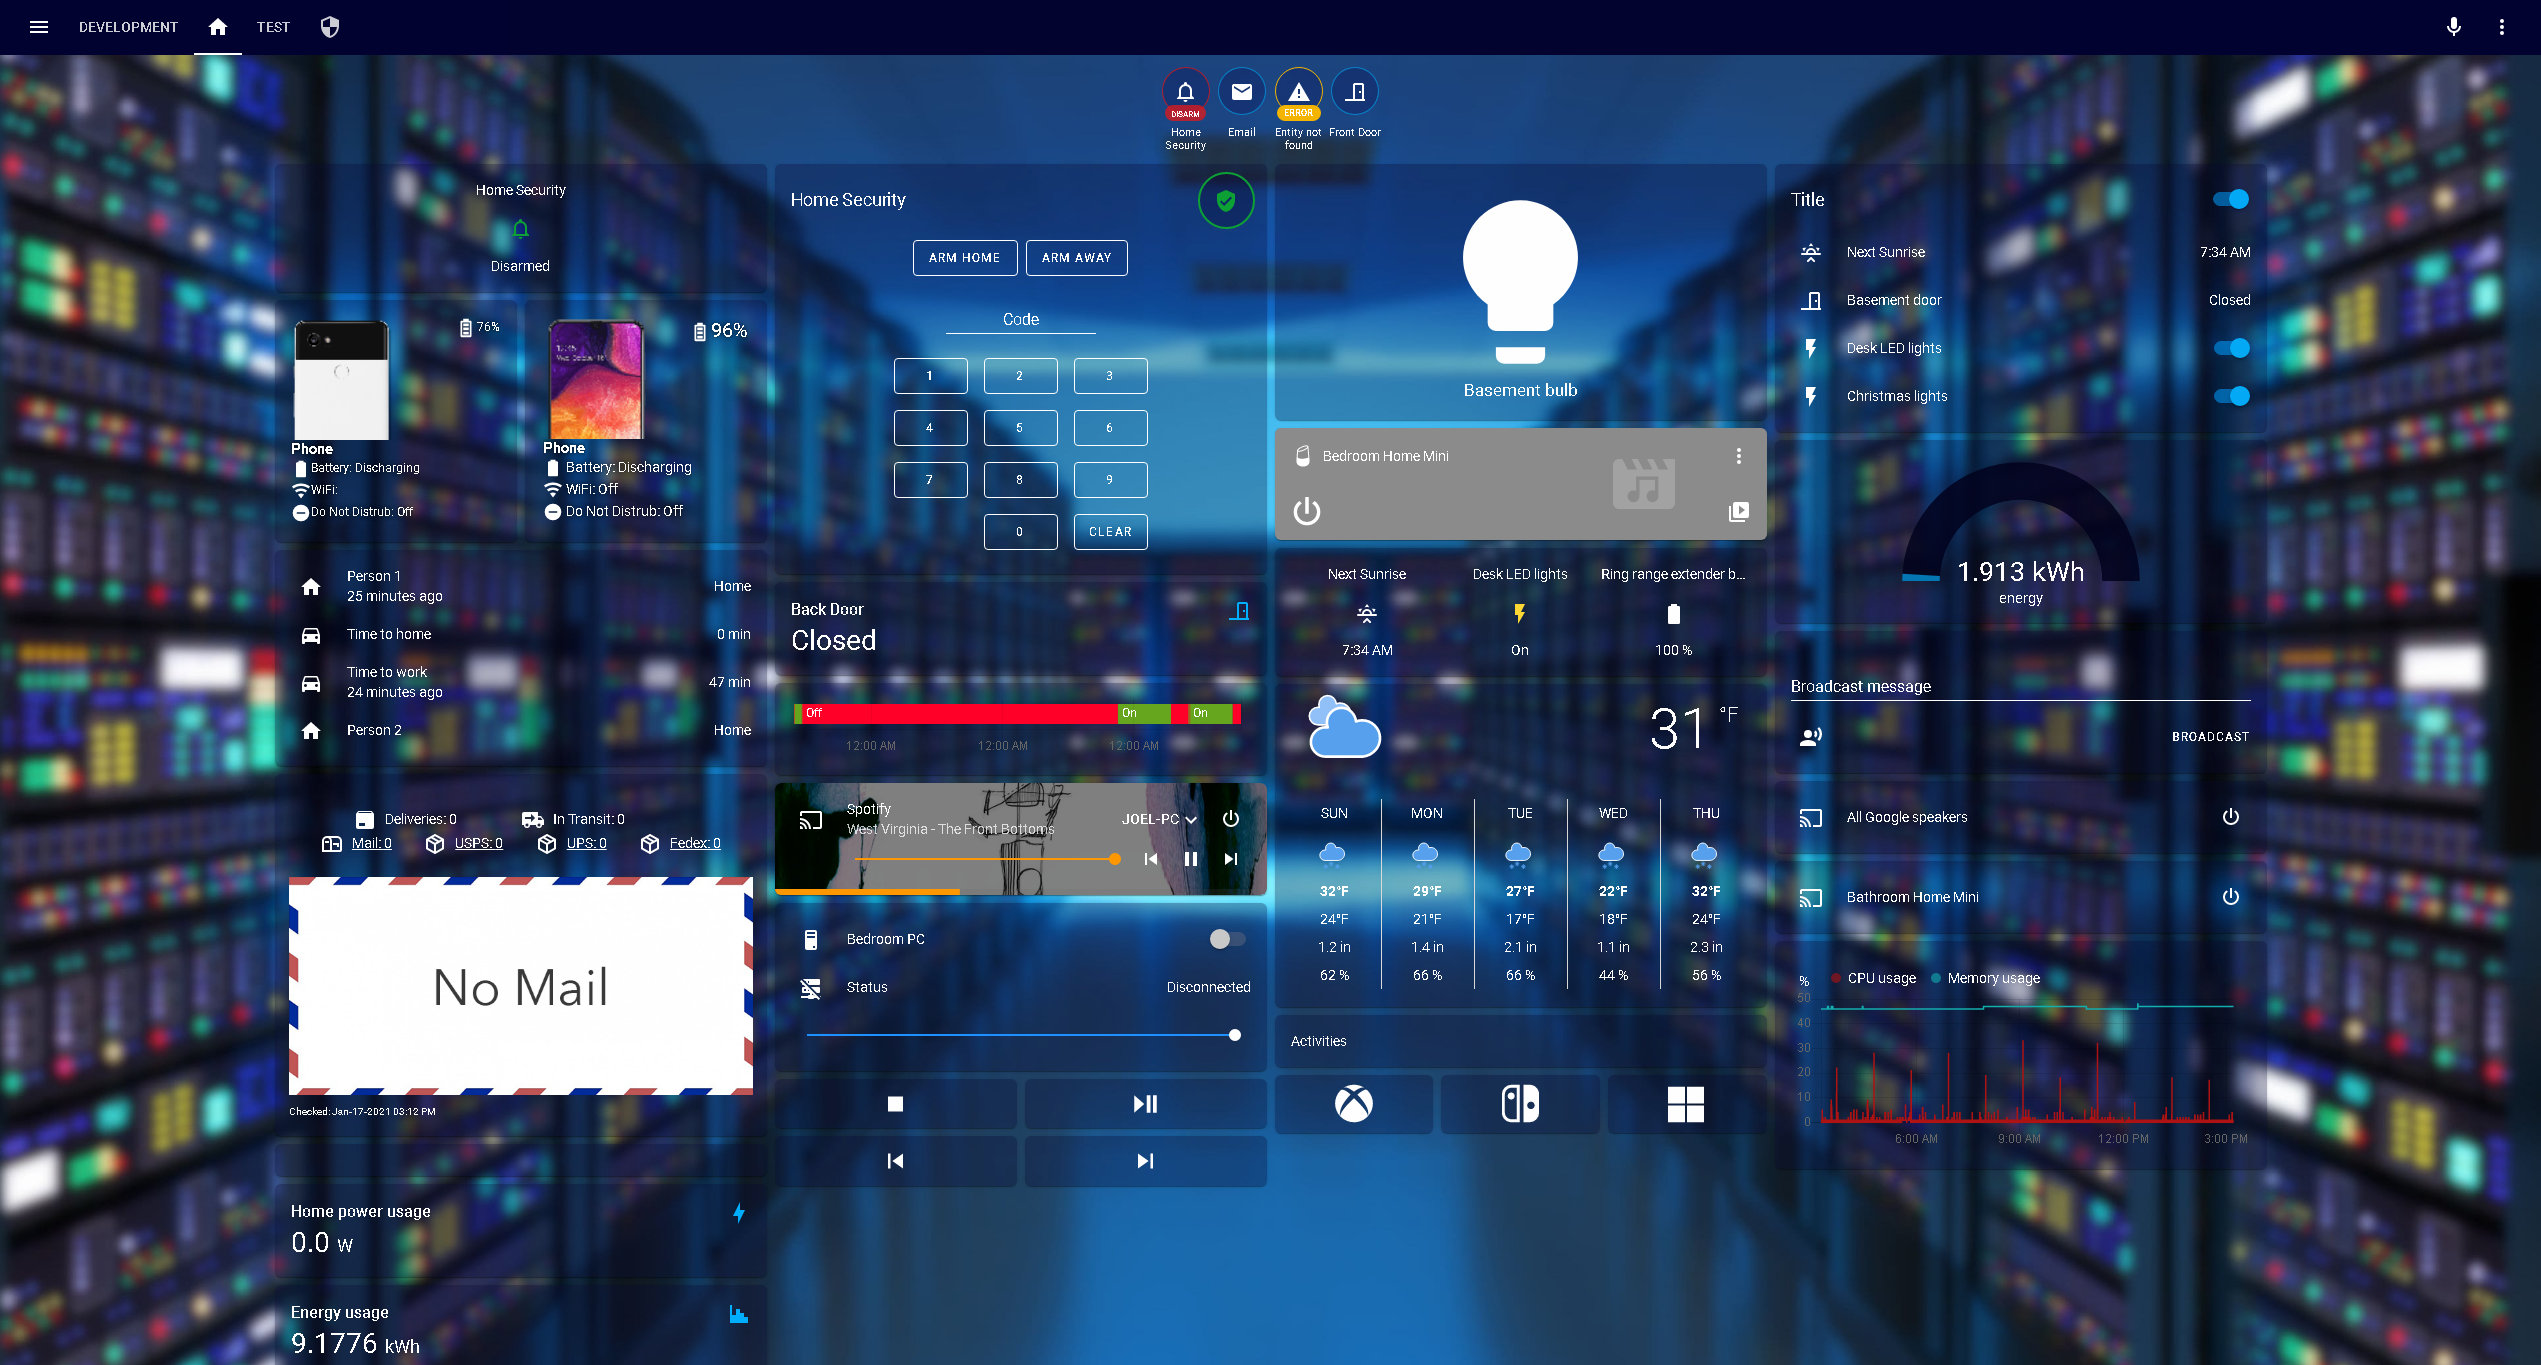 DEVELOPMENT
TEST
DISARM
Home Security
Email
ERROR
Entity not found
Front Door
Home Security
Disarmed
76%
Phone
Battery: Discharging
WiFi:
Do Not Distrub: Off
96%
Phone
Battery: Discharging
WiFi: Off
Do Not Distrub: Off
Person 1
25 minutes ago
Home
Time to home
0 min
Time to work
24 minutes ago
47 min
Person 2
Home
Deliveries: 0
In Transit: 0
Mail: 0
USPS: 0
UPS: 0
Fedex: 0
No Mail
Checked: Jan-17-2021 03:12 PM
Home power usage
0.0 W
Energy usage
9.1776 kWh
Home Security
ARM HOME
ARM AWAY
Code
1 2 3
4 5 6
7 8 9
0 CLEAR
Back Door
Closed
Off On On
12:00 AM 12:00 AM 12:00 AM
Spotify
West Virginia - The Front Bottoms
JOEL-PC
Bedroom PC
Status
Disconnected
Basement bulb
Bedroom Home Mini
Next Sunrise
7:34 AM
Desk LED lights
On
Ring range extender b...
100 %
31 °F
SUN MON TUE WED THU
32°F 29°F 27°F 22°F 32°F
24°F 21°F 17°F 18°F 24°F
1.2 in 1.4 in 2.1 in 1.1 in 2.3 in
62 % 66 % 66 % 44 % 56 %
Activities
Title
Next Sunrise
7:34 AM
Basement door
Closed
Desk LED lights
Christmas lights
1.913 kWh
energy
Broadcast message
BROADCAST
All Google speakers
Bathroom Home Mini
% CPU usage Memory usage
50
40
30
20
10
0
6:00 AM 9:00 AM 12:00 PM 3:00 PM